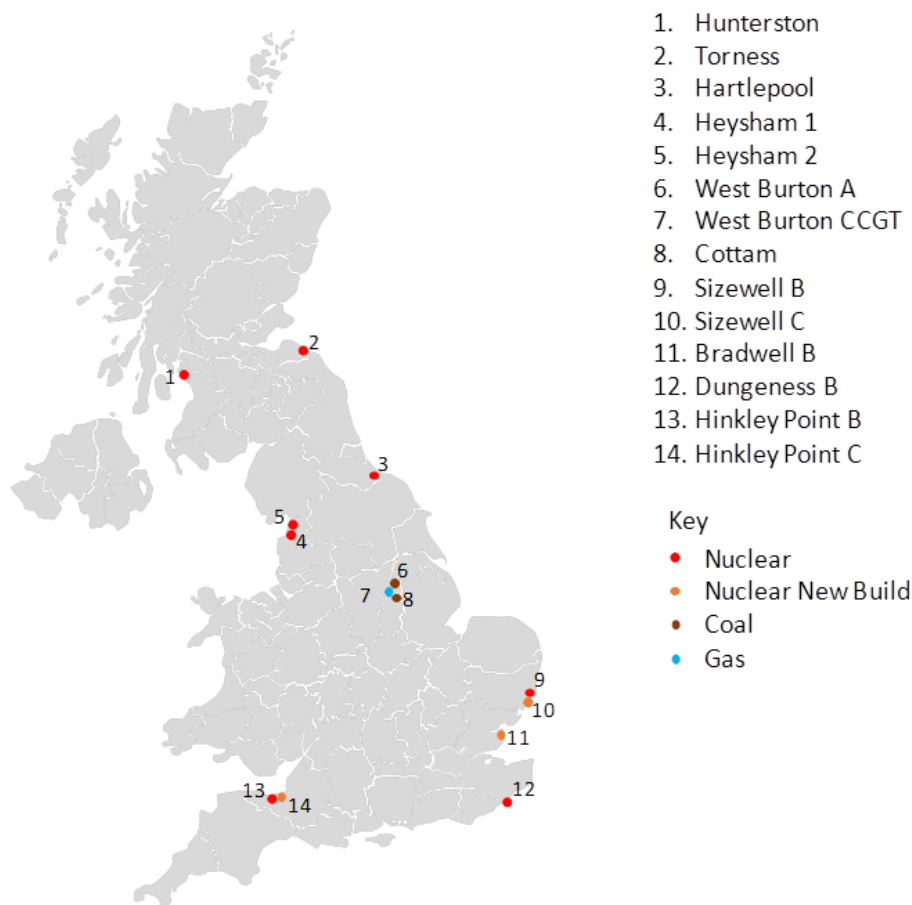 1. Hunterston
2. Torness
3. Hartlepool
4. Heysham 1
5. Heysham 2
6. West Burton A
7. West Burton CCGT
8. Cottam
9. Sizewell B
10. Sizewell C
11. Bradwell B
12. Dungeness B
13. Hinkley Point B
14. Hinkley Point C
Key
Nuclear
Nuclear New Build
Coal
Gas
2
1
3
5
4
6
7
8
9
10
11
12
13
14